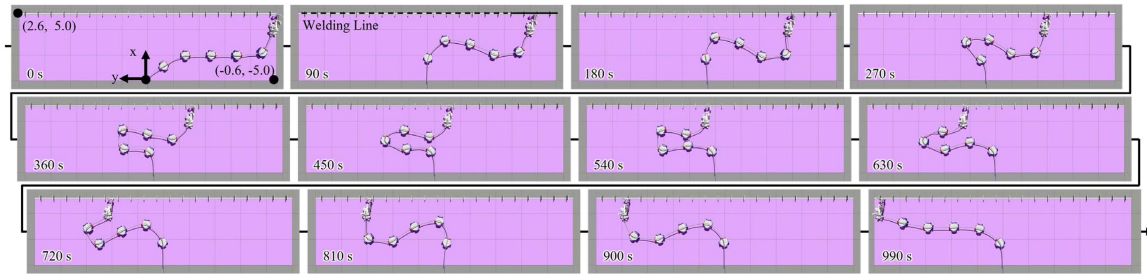 (2.6, 5.0)
x
y
(-0.6, -5.0)
0 s
Welding Line
90 s
180 s
270 s
360 s
450 s
540 s
630 s
720 s
810 s
900 s
990 s